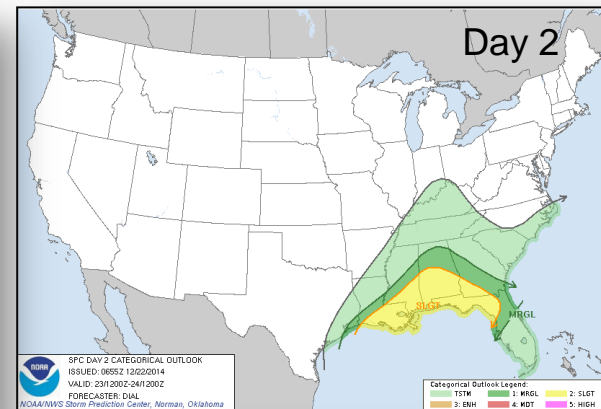 Day 2
SLGT
MRGL
NOAA
SPC DAY 2 CATEGORICAL OUTLOOK
ISSUED: 0655Z 12/22/2014
VALID: 23/1200Z-24/1200Z
FORECASTER: DIAL
NOAA/NWS Storm Prediction Center, Norman, Oklahoma
Categorical Outlook Legend:
TSTM 1: MRGL 2: SLGT
3: ENH 4: MDT 5: HIGH